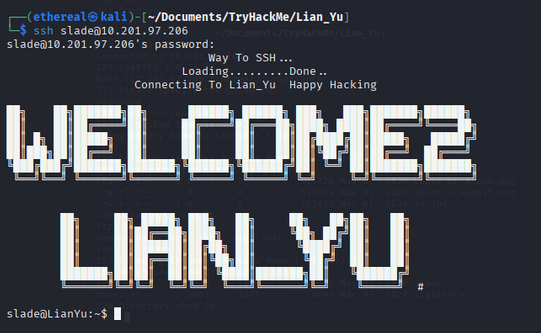 ┌──(ethereal㉿kali)-[~/Documents/TryHackMe/Lian_Yu]
└─$ ssh slade@10.201.97.206
slade@10.201.97.206's password:
Way To SSH...
Loading.........Done..
Connecting To Lian_Yu  Happy Hacking
WELCOME2
LIAN_YU #
slade@LianYu:~$